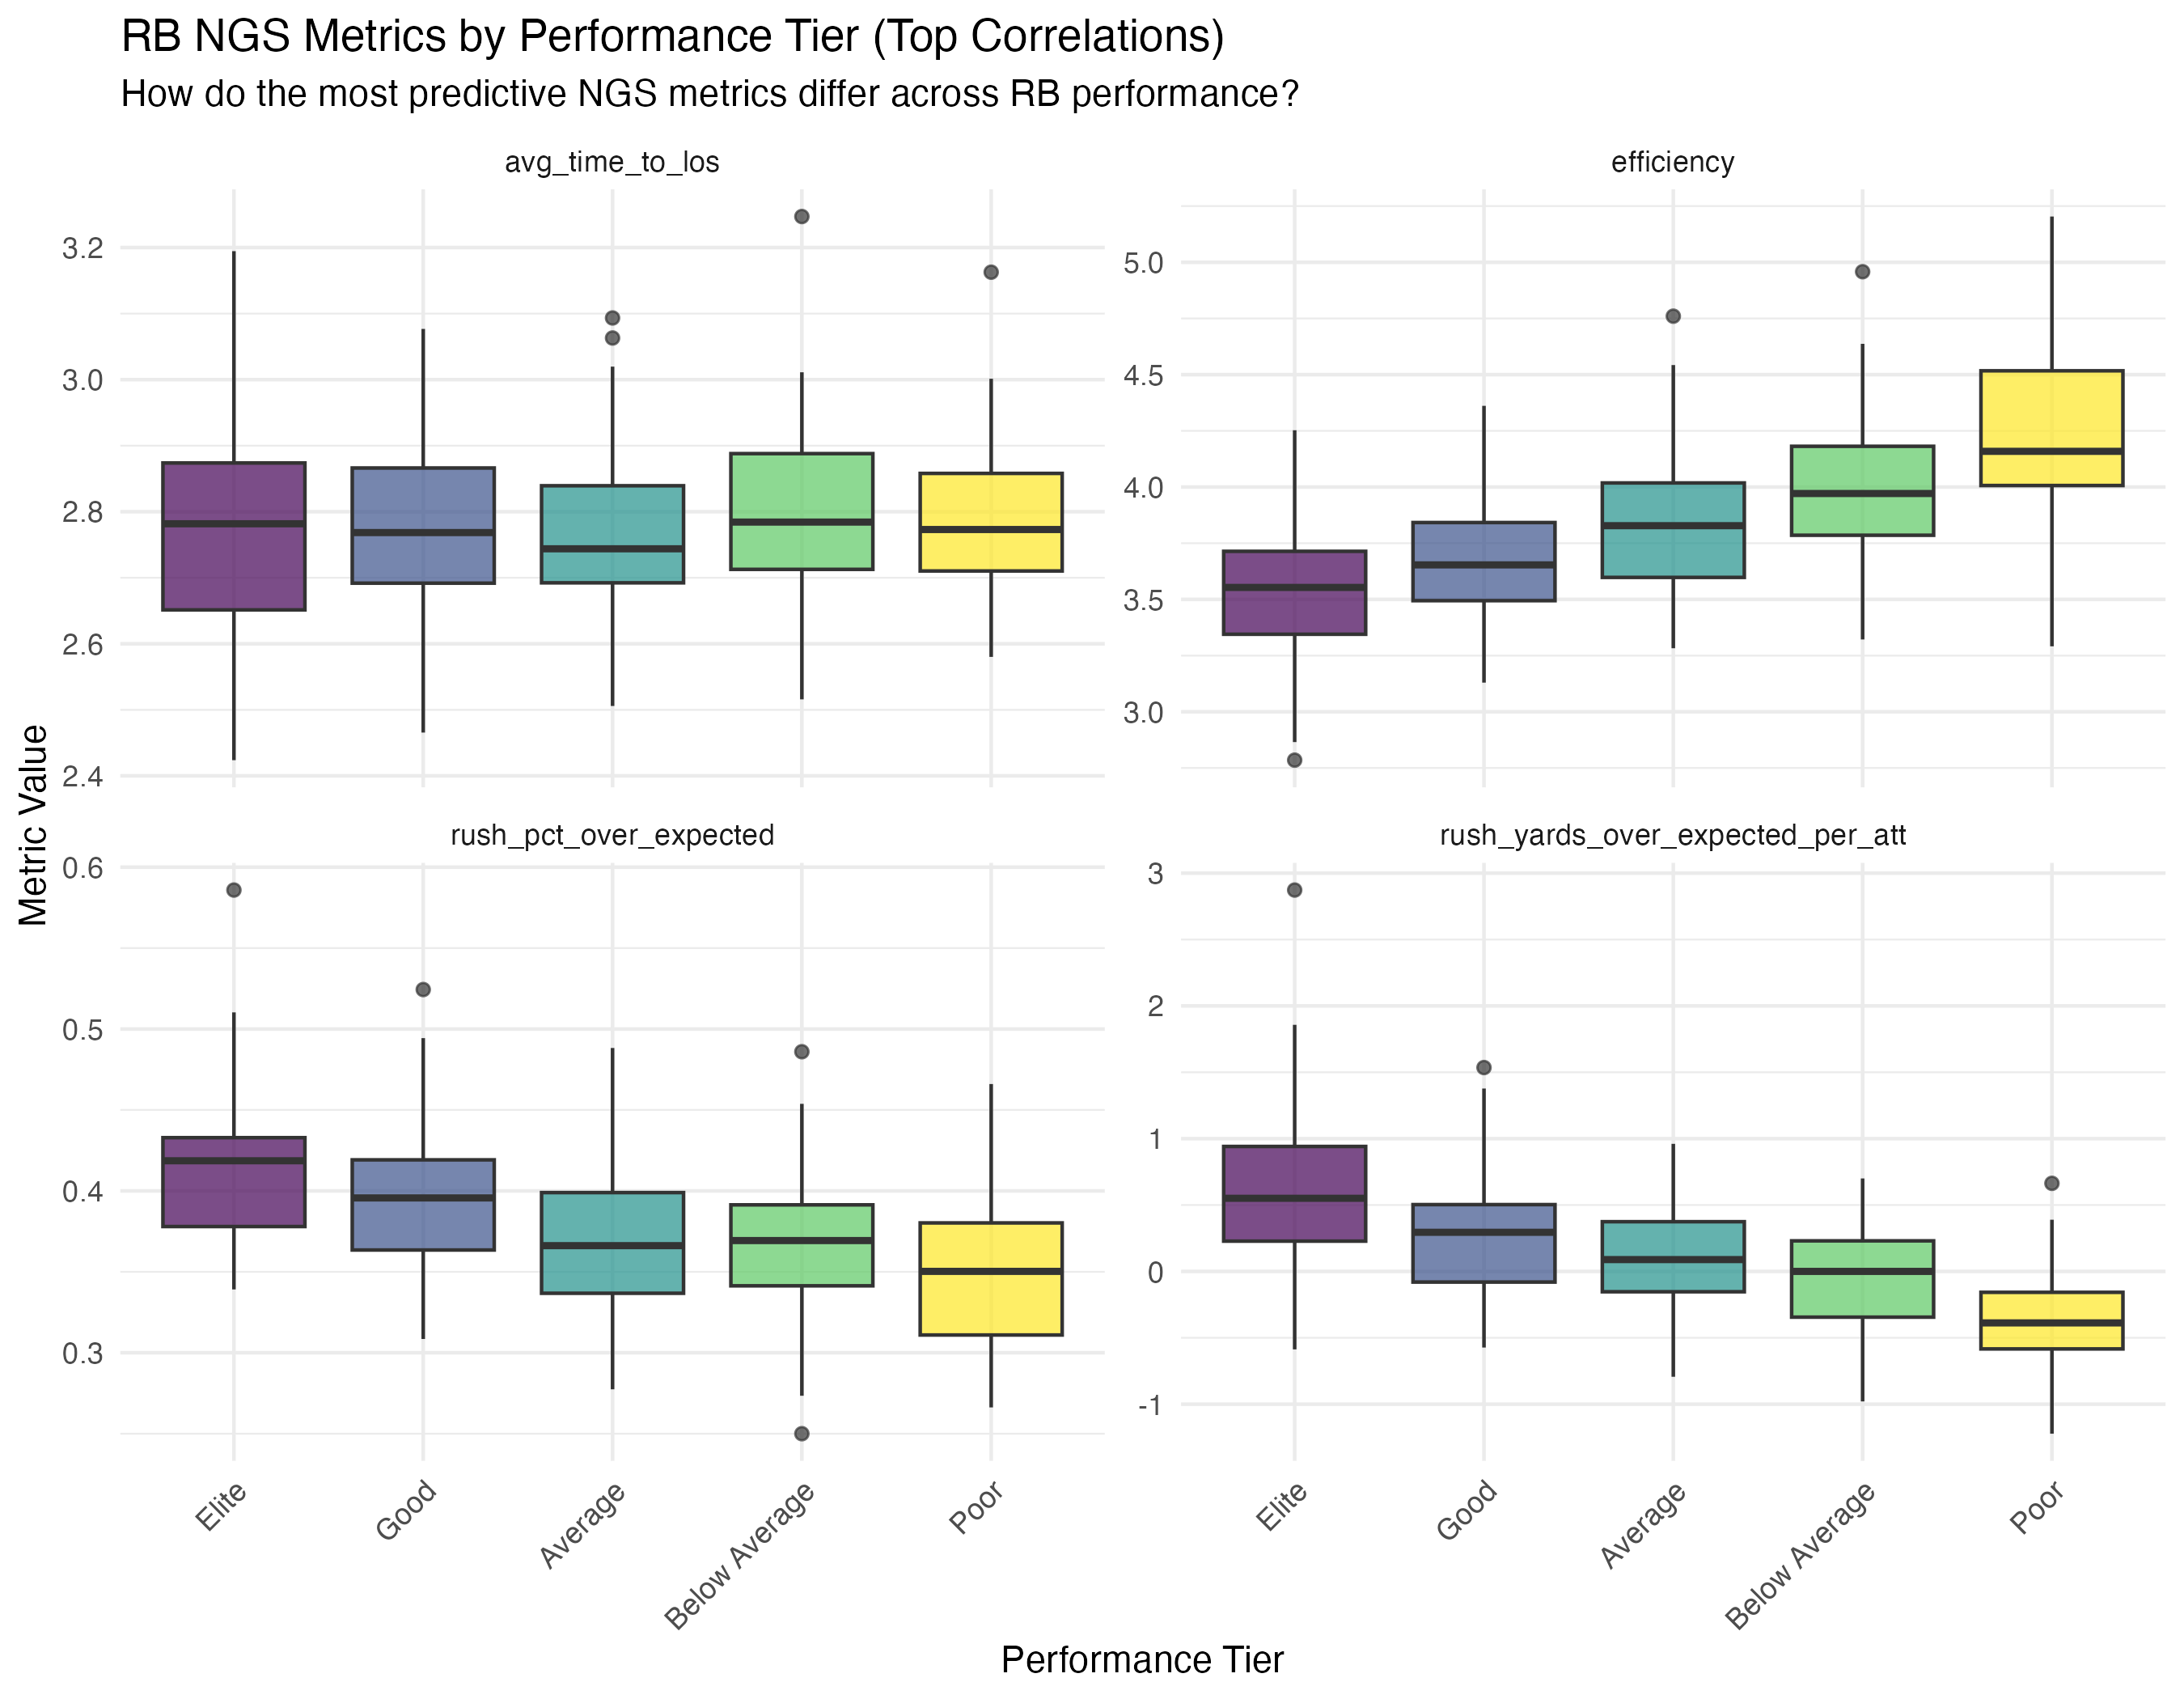 RB NGS Metrics by Performance Tier (Top Correlations)
How do the most predictive NGS metrics differ across RB performance?
avg_time_to_los
3.2
3.0
2.8
2.6
2.4
efficiency
5.0
4.5
4.0
3.5
3.0
Metric Value
rush_pct_over_expected
0.6
0.5
0.4
0.3
rush_yards_over_expected_per_att
3
2
1
0
-1
Elite
Good
Average
Below Average
Poor
Elite
Good
Average
Below Average
Poor
Performance Tier